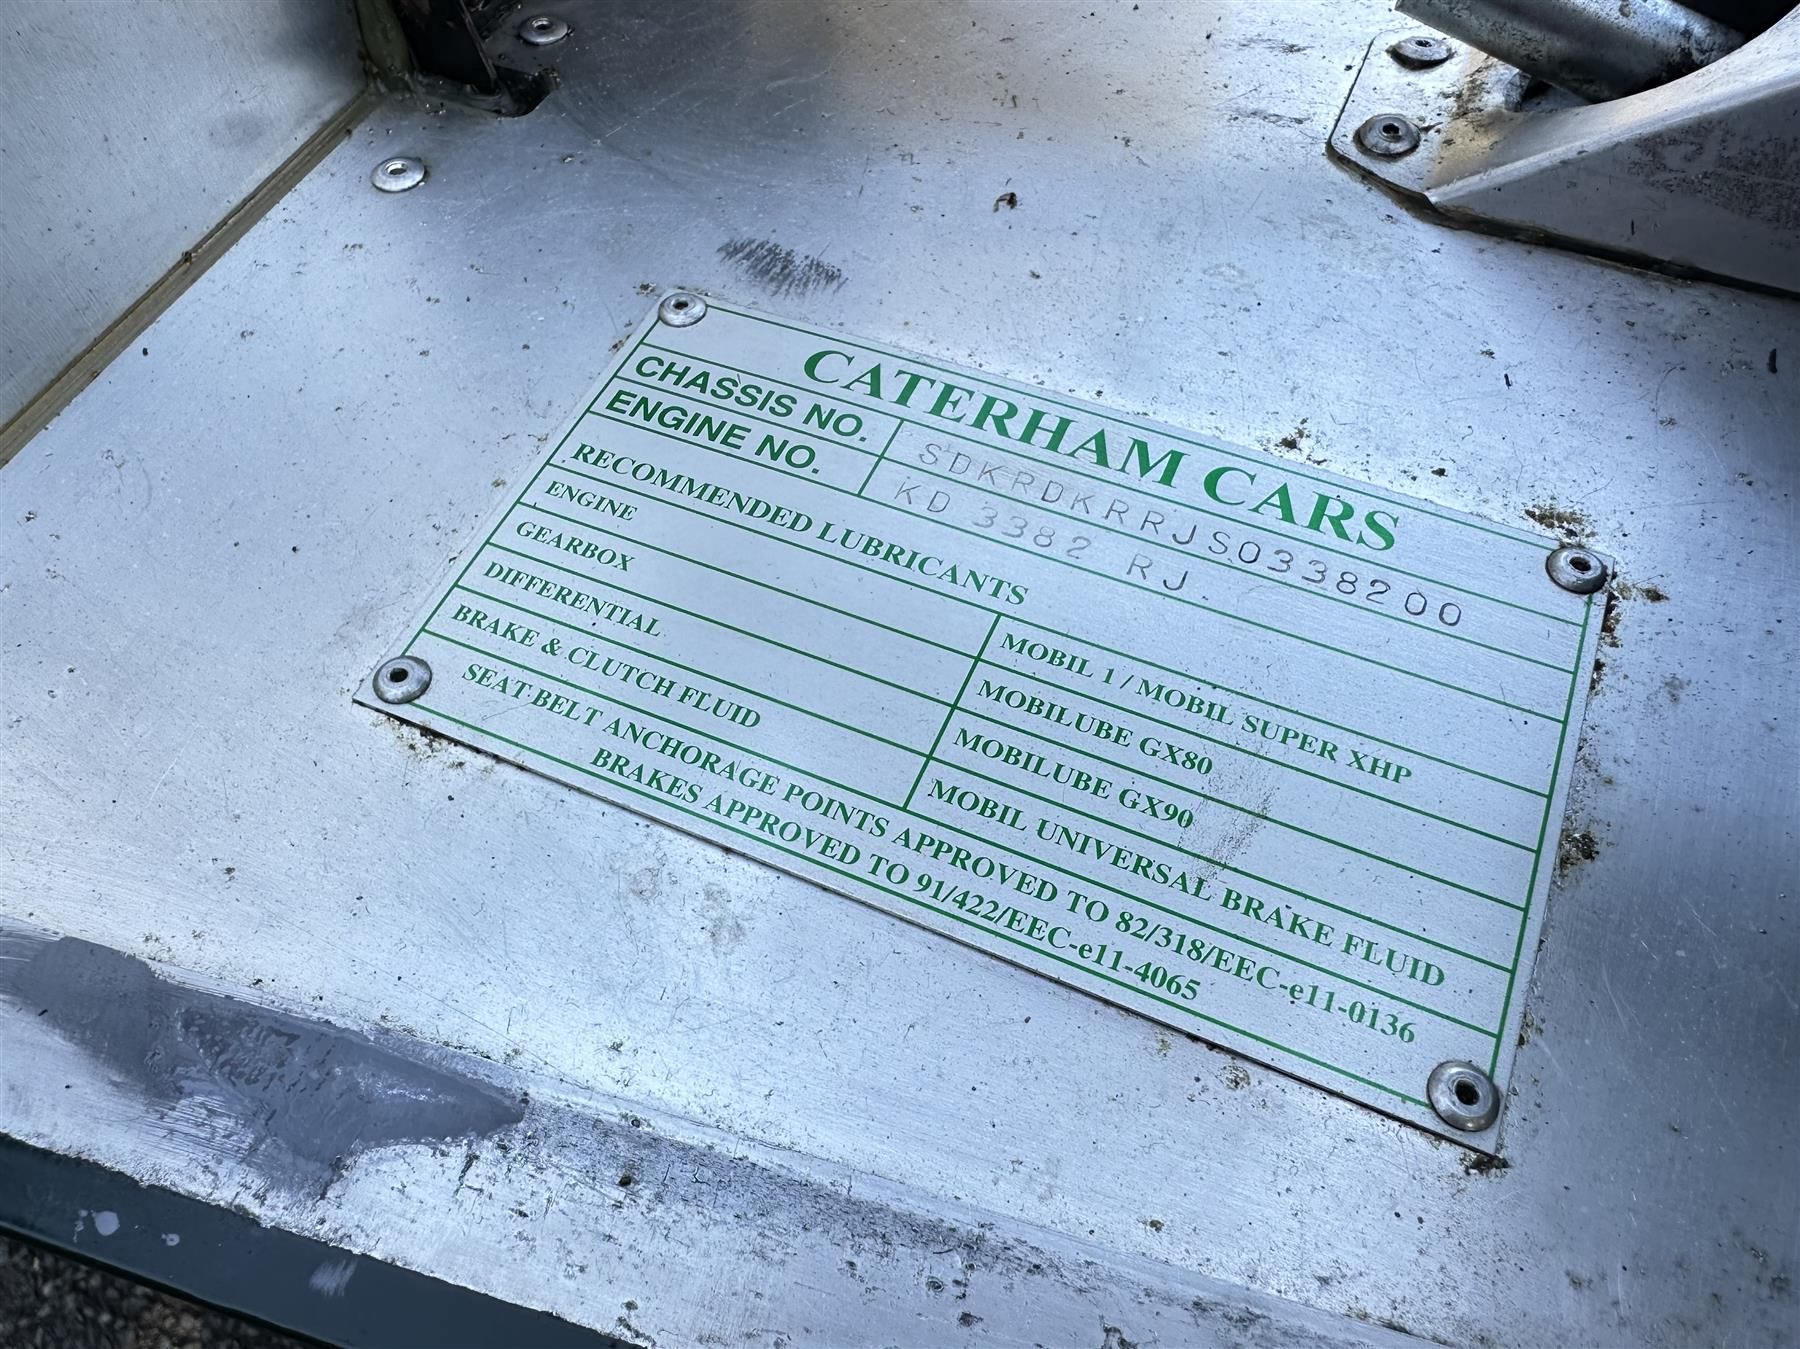 CATERHAM CARS
CHASSIS NO. SDKRDKRRJS0338200
ENGINE NO. KD 3382 RJ.
RECOMMENDED LUBRICANTS
ENGINE MOBIL 1 / MOBIL SUPER XHP
GEARBOX MOBILUBE GX80
DIFFERENTIAL MOBILUBE GX90
BRAKE & CLUTCH FLUID MOBIL UNIVERSAL BRAKE FLUID
SEAT BELT ANCHORAGE POINTS APPROVED TO 82/318/EEC-e11-0136
BRAKES APPROVED TO 91/422/EEC-e11-4065